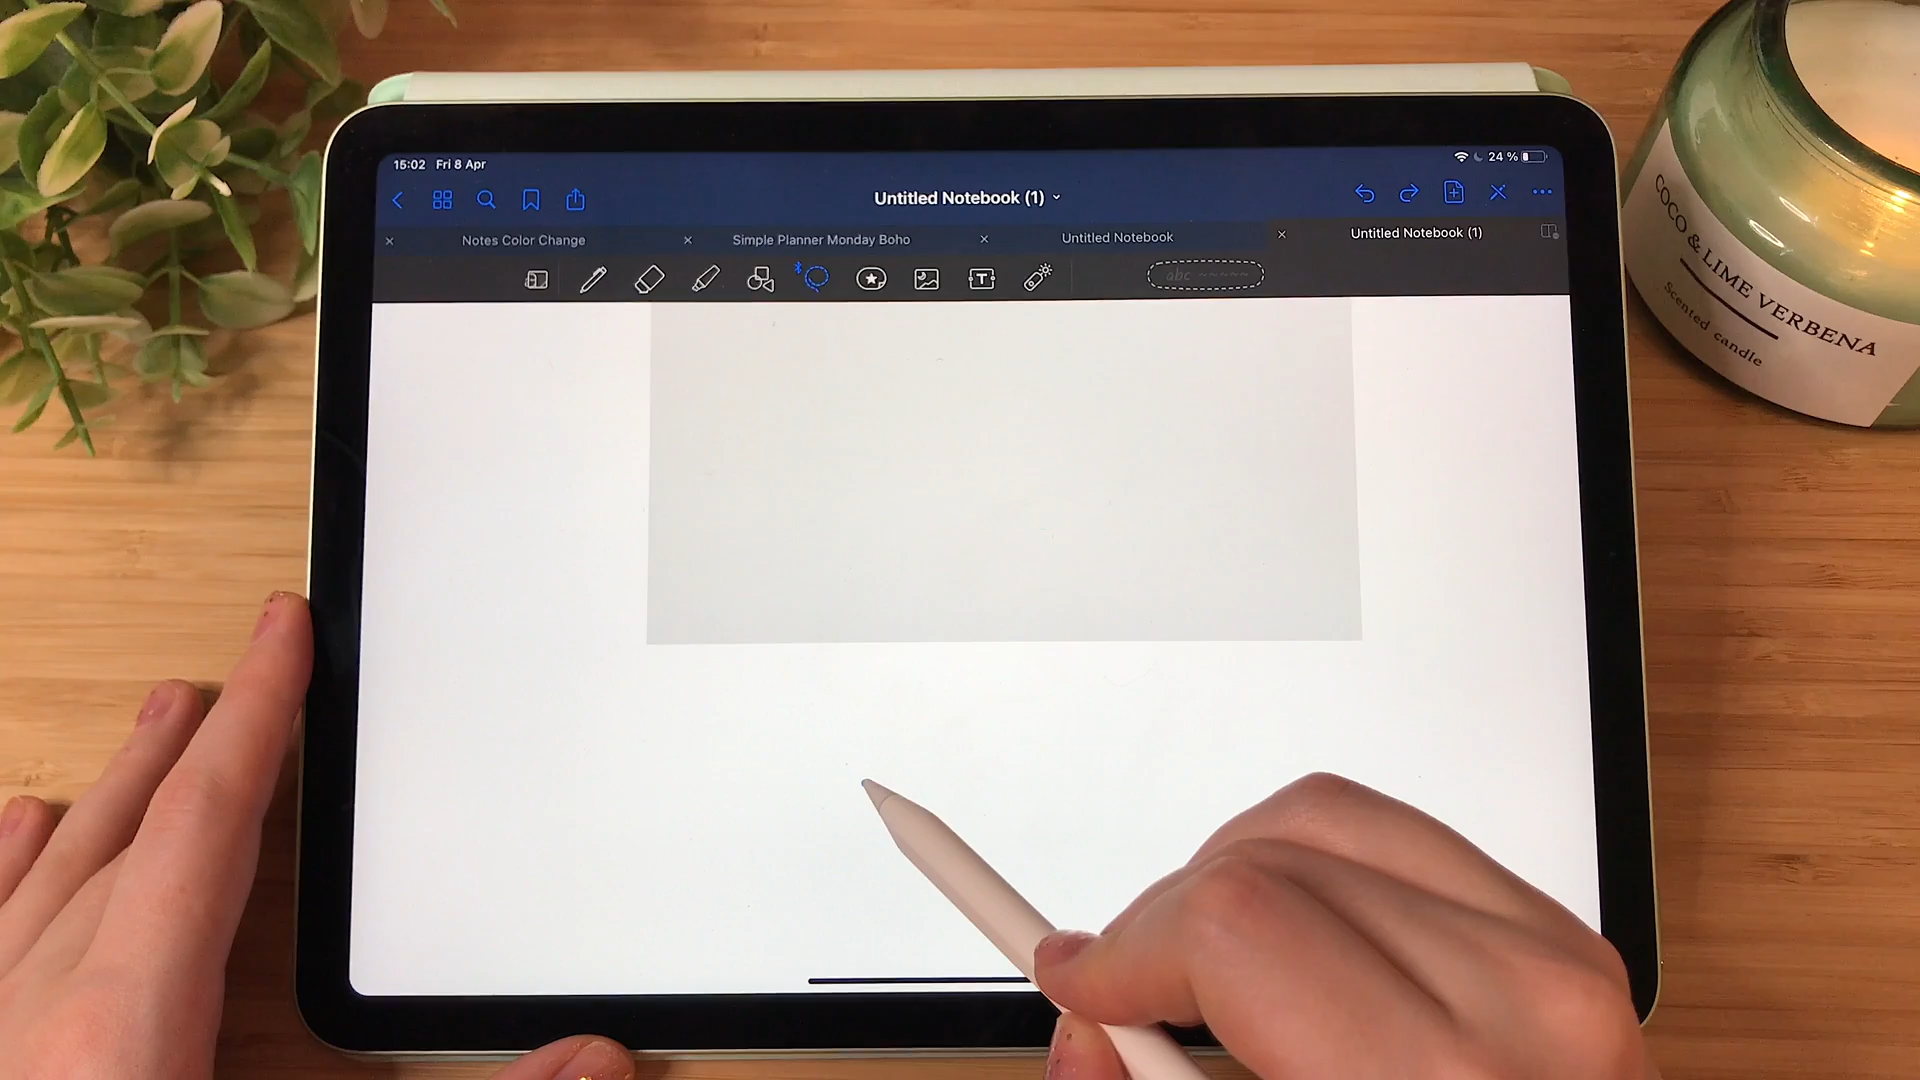 15:02 Fri 8 Apr
24 %
Untitled Notebook (1)
Notes Color Change
Simple Planner Monday Boho
Untitled Notebook
Untitled Notebook (1)
T
abc
COCO & LIME VERBENA
Scented candle